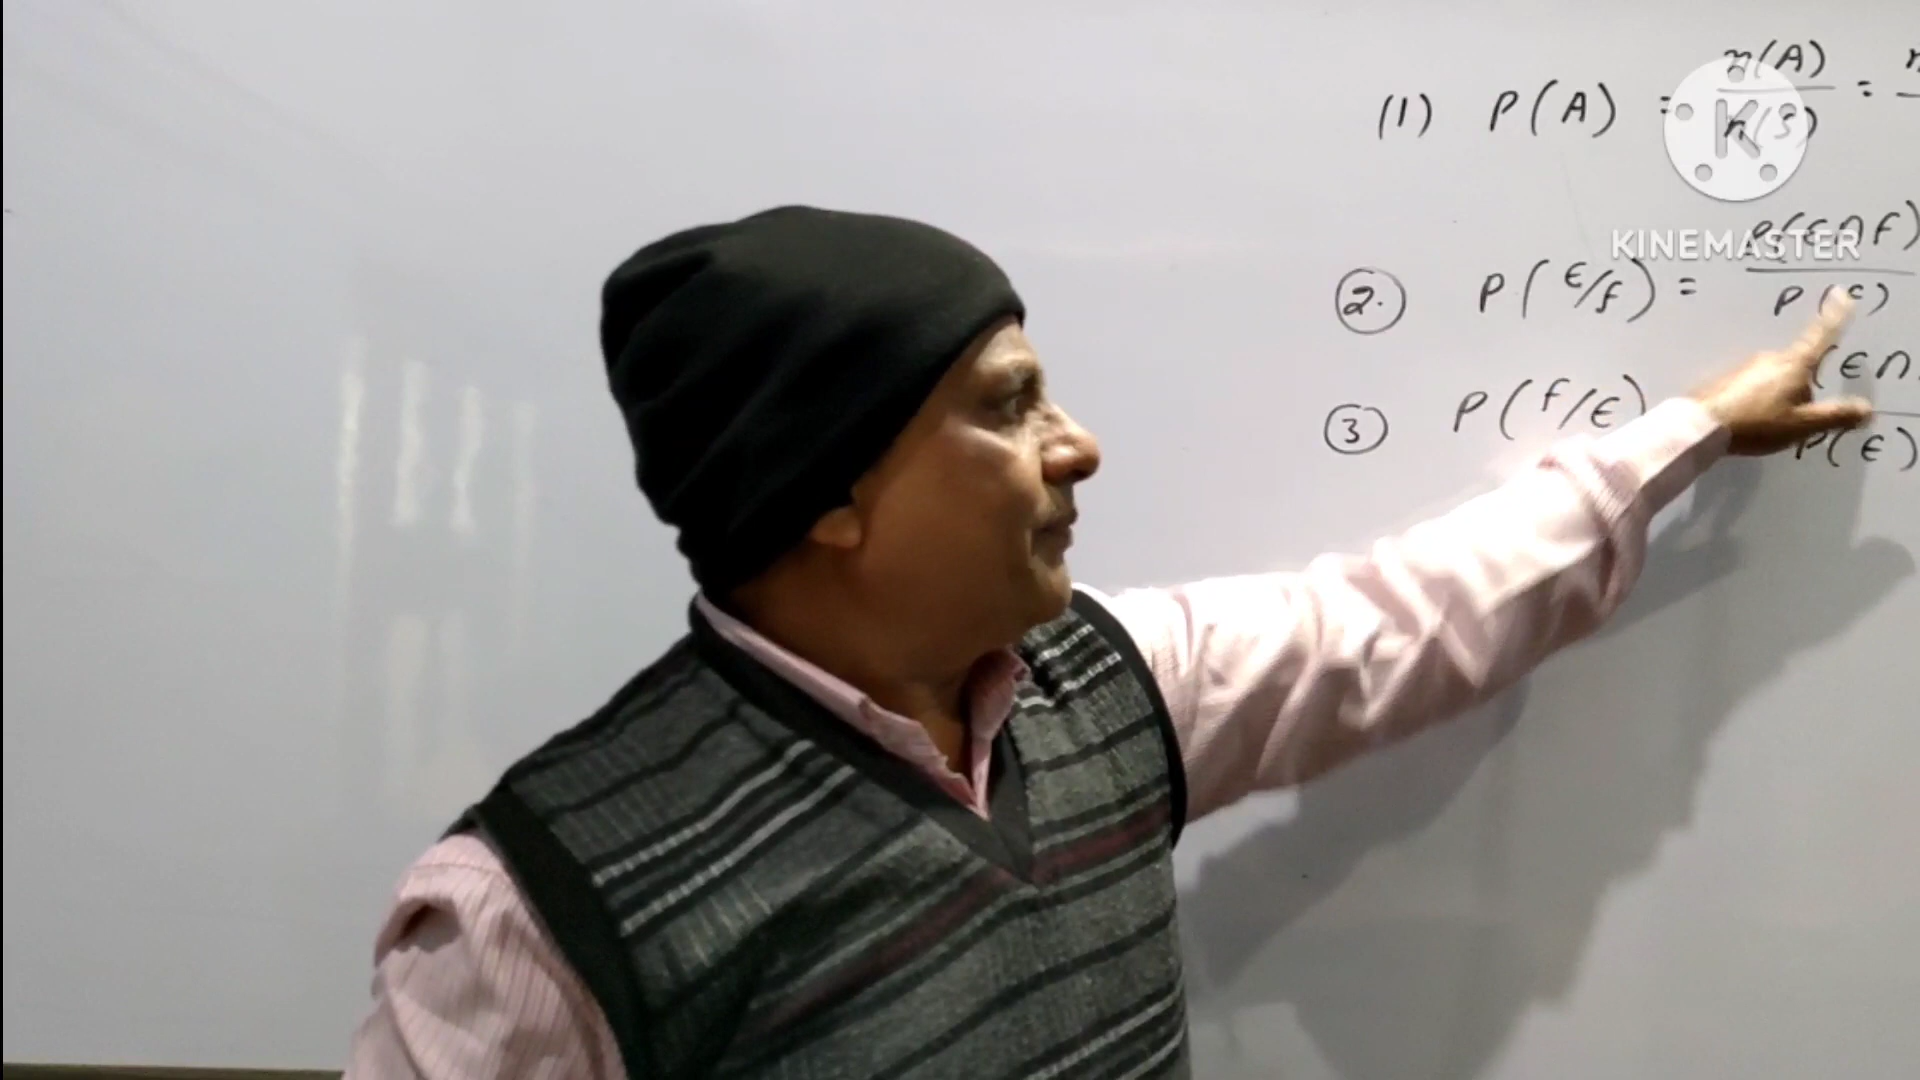 (1) P(A) = n(A)/n(S) =
KINEMASTER
2. P(E/F) = P(E∩F)/P(F)
3 P(F/E) (E∩ P(E)